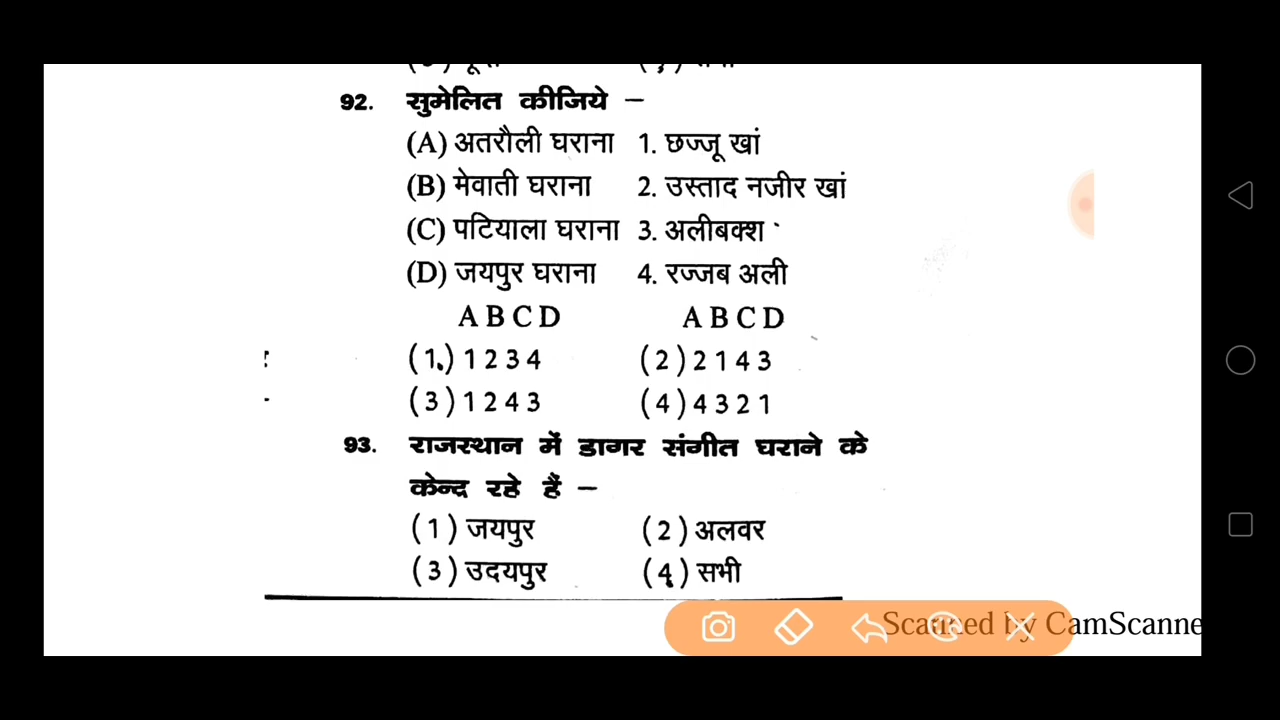 92. सुमेलित कीजिये –
(A) अतरौली घराना 1. छज्जू खां
(B) मेवाती घराना 2. उस्ताद नजीर खां
(C) पटियाला घराना 3. अलीबक्श
(D) जयपुर घराना 4. रज्जब अली
A B C D A B C D
(1) 1 2 3 4 (2) 2 1 4 3
(3) 1 2 4 3 (4) 4 3 2 1
93. राजस्थान में डागर संगीत घराने के
केन्द्र रहे हैं –
(1) जयपुर (2) अलवर
(3) उदयपुर (4) सभी
Scanned by CamScanne